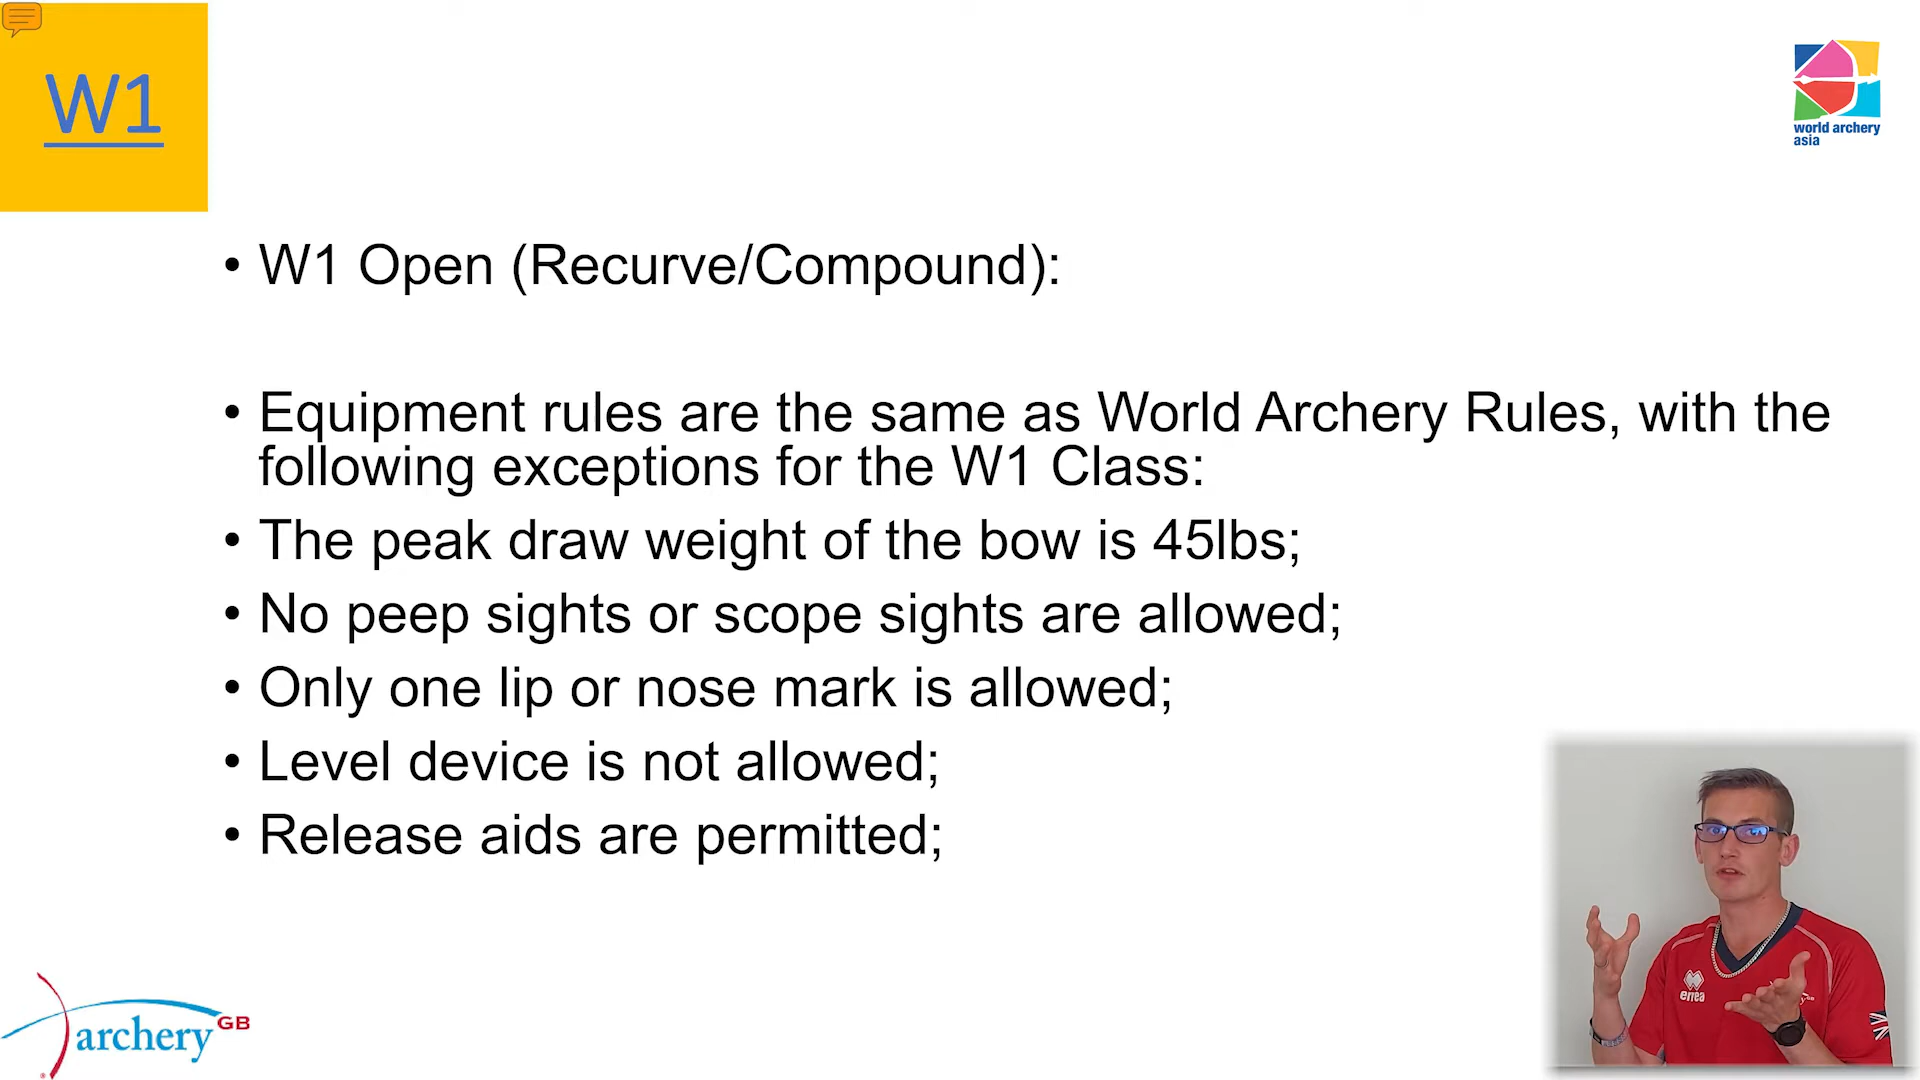 W1
world archery
asia
• W1 Open (Recurve/Compound):
• Equipment rules are the same as World Archery Rules, with the
following exceptions for the W1 Class:
• The peak draw weight of the bow is 45lbs;
• No peep sights or scope sights are allowed;
• Only one lip or nose mark is allowed;
• Level device is not allowed;
• Release aids are permitted;
archery GB
errea